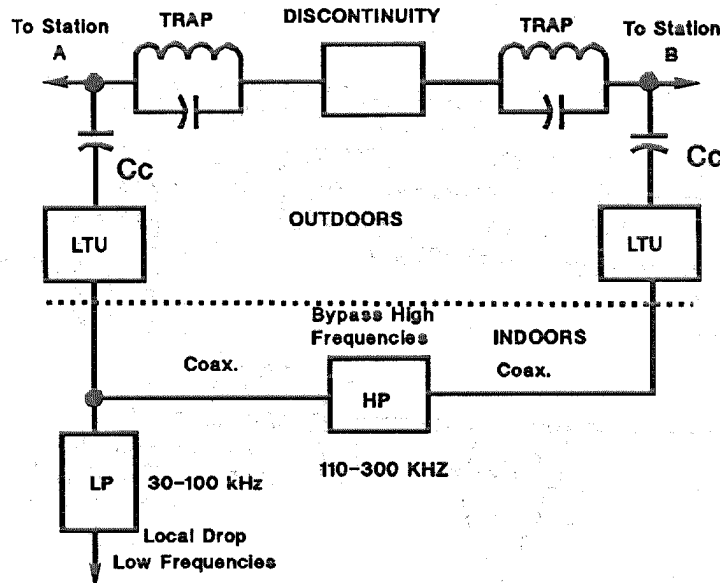 To Station
A
TRAP
DISCONTINUITY
TRAP
To Station
B
Cc
Cc
LTU
OUTDOORS
LTU
Bypass High
Frequencies
INDOORS
Coax.
Coax.
HP
LP
30-100 kHz
110-300 KHZ
Local Drop
Low Frequencies